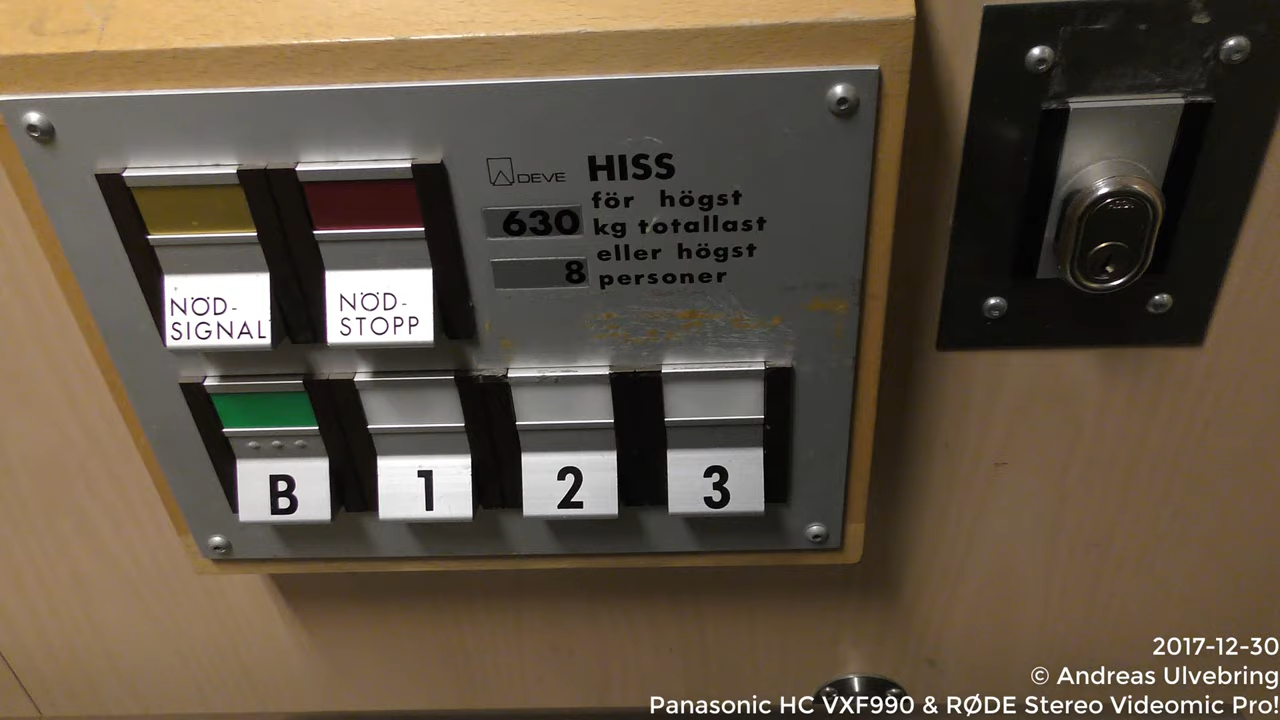 DEVE HISS
för högst
630 kg totallast
eller högst
8 personer
NÖD-
SIGNAL
NÖD-
STOPP
B
1
2
3
2017-12-30
© Andreas Ulvebring
Panasonic HC VXF990 & RØDE Stereo Videomic Pro!